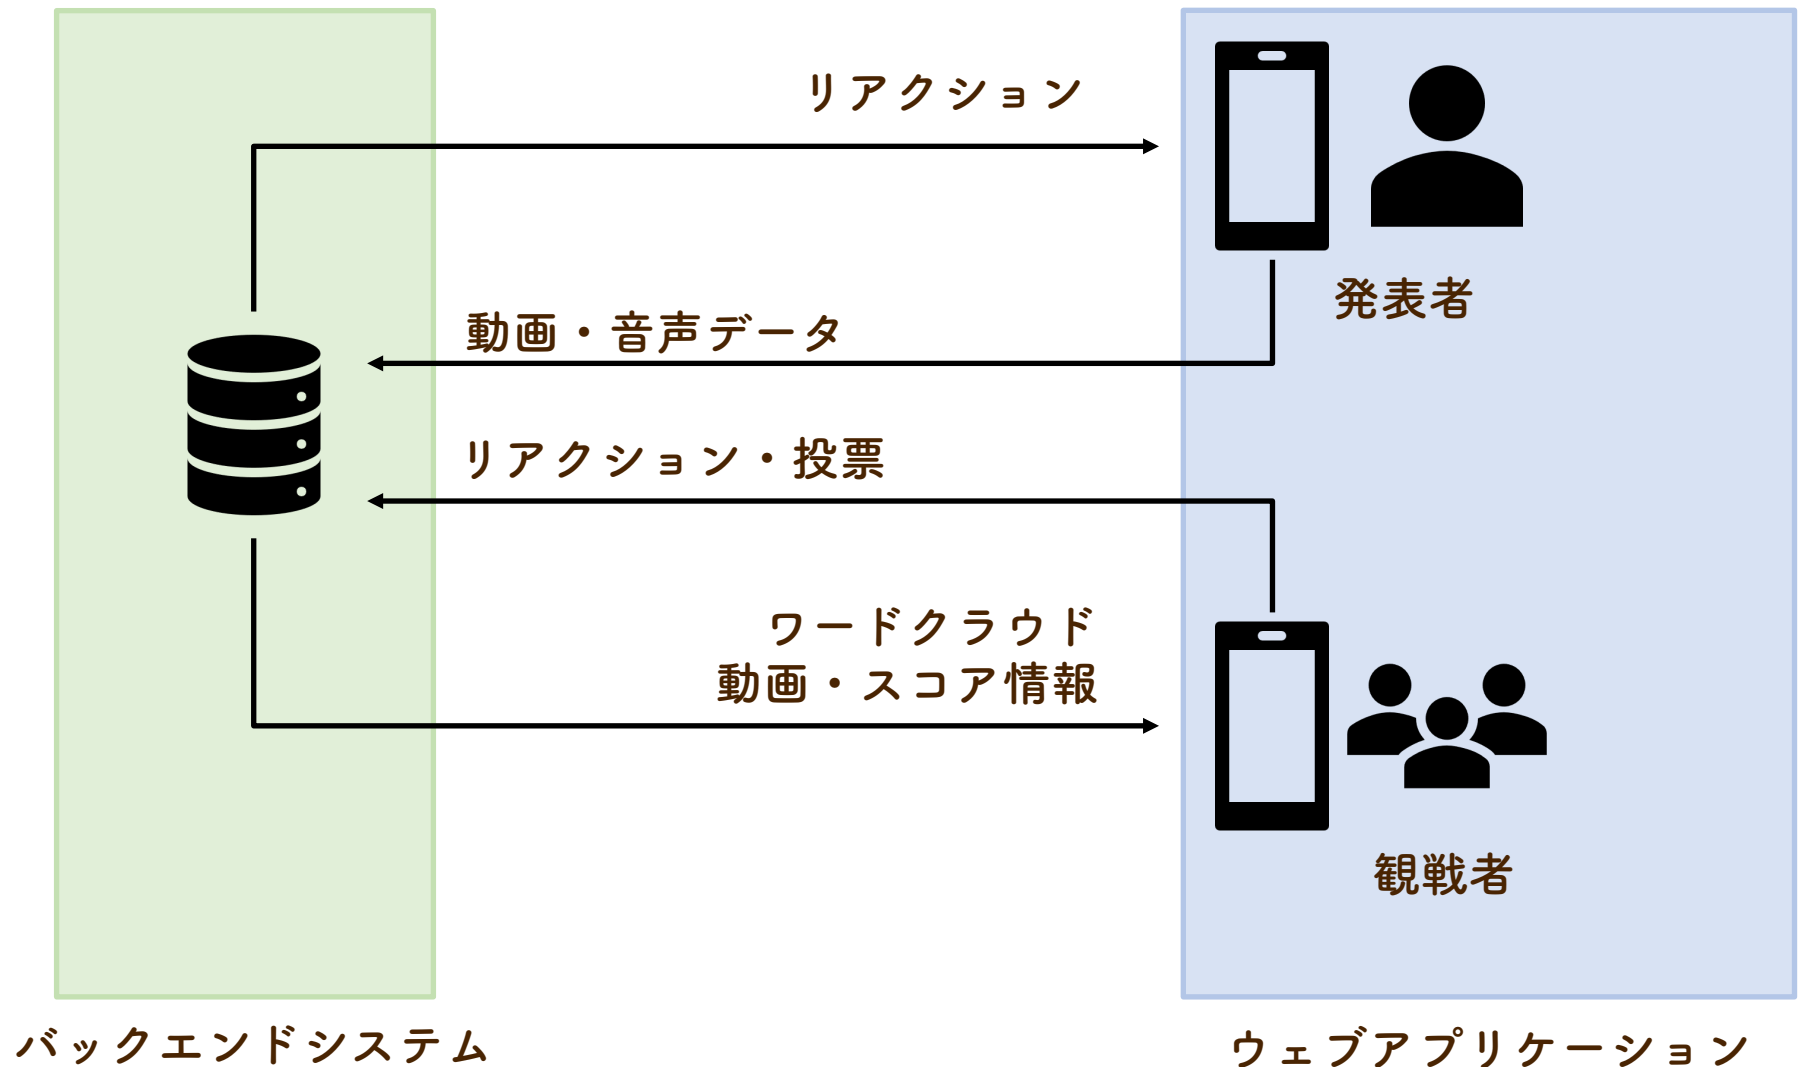 リアクション
発表者
動画・音声データ
リアクション・投票
ワードクラウド
動画・スコア情報
観戦者
バックエンドシステム
ウェブアプリケーション